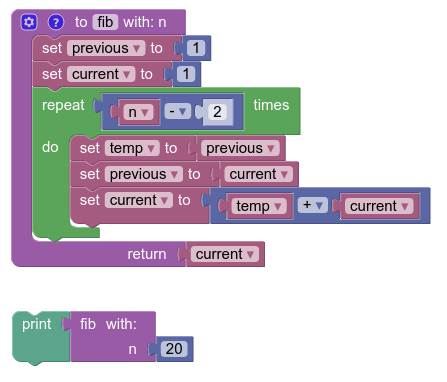 ? to fib with: n
set previous ▾ to 1
set current ▾ to 1
repeat n ▾ - ▾ 2 times
do set temp ▾ to previous ▾
set previous ▾ to current ▾
set current ▾ to temp ▾ + ▾ current ▾
return current ▾
print fib with:
n 20